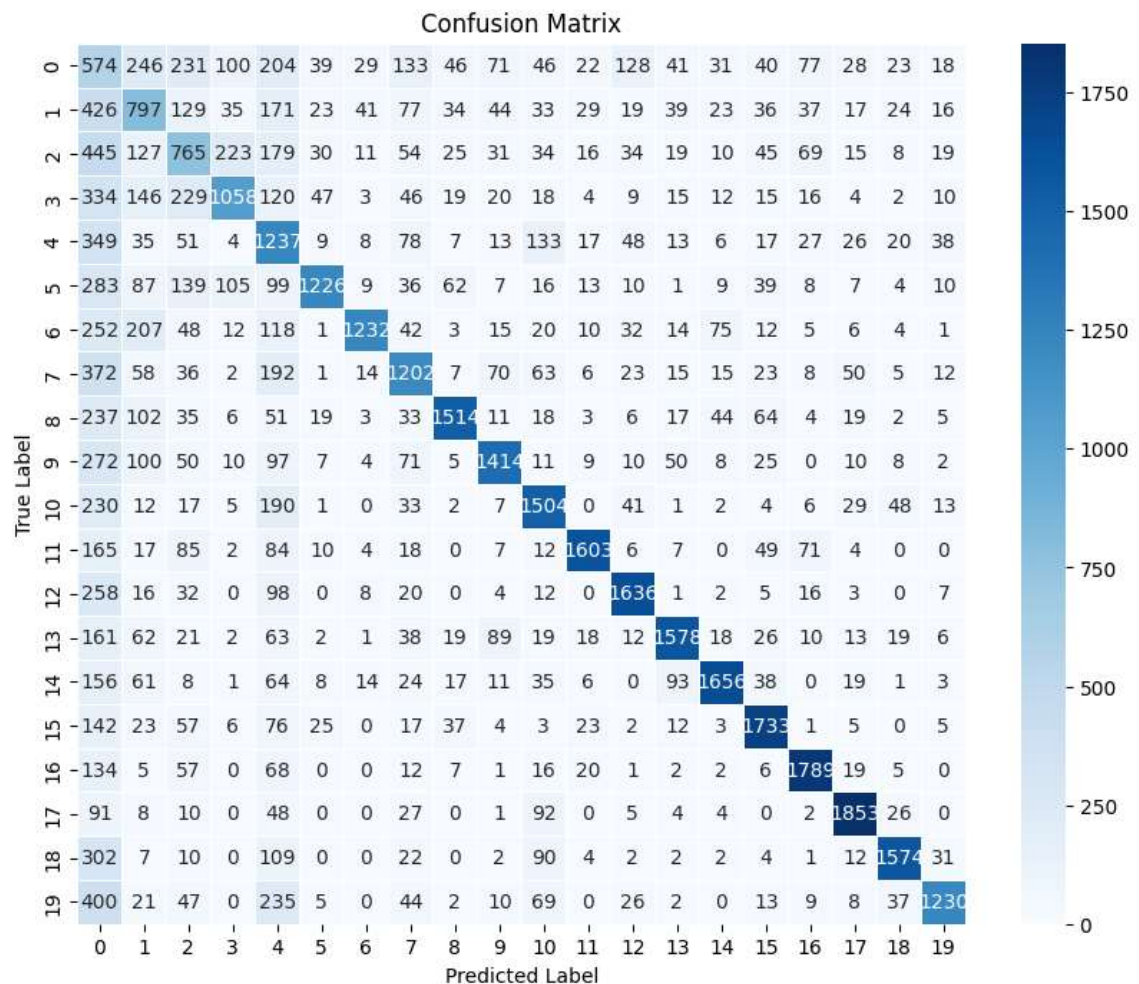 Confusion Matrix
0 574 246 231 100 204 39 29 133 46 71 46 22 128 41 31 40 77 28 23 18
1 426 797 129 35 171 23 41 77 34 44 33 29 19 39 23 36 37 17 24 16
2 445 127 765 223 179 30 11 54 25 31 34 16 34 19 10 45 69 15 8 19
3 334 146 229 1058 120 47 3 46 19 20 18 4 9 15 12 15 16 4 2 10
4 349 35 51 4 1237 9 8 78 7 13 133 17 48 13 6 17 27 26 20 38
5 283 87 139 105 99 1226 9 36 62 7 16 13 10 1 9 39 8 7 4 10
6 252 207 48 12 118 1 1232 42 3 15 20 10 32 14 75 12 5 6 4 1
7 372 58 36 2 192 1 14 1202 7 70 63 6 23 15 15 23 8 50 5 12
8 237 102 35 6 51 19 3 33 1514 11 18 3 6 17 44 64 4 19 2 5
9 272 100 50 10 97 7 4 71 5 1414 11 9 10 50 8 25 0 10 8 2
10 230 12 17 5 190 1 0 33 2 7 1504 0 41 1 2 4 6 29 48 13
11 165 17 85 2 84 10 4 18 0 7 12 1603 6 7 0 49 71 4 0 0
12 258 16 32 0 98 0 8 20 0 4 12 0 1636 1 2 5 16 3 0 7
13 161 62 21 2 63 2 1 38 19 89 19 18 12 1578 18 26 10 13 19 6
14 156 61 8 1 64 8 14 24 17 11 35 6 0 93 1656 38 0 19 1 3
15 142 23 57 6 76 25 0 17 37 4 3 23 2 12 3 1733 1 5 0 5
16 134 5 57 0 68 0 0 12 7 1 16 20 1 2 2 6 1789 19 5 0
17 91 8 10 0 48 0 0 27 0 1 92 0 5 4 4 0 2 1853 26 0
18 302 7 10 0 109 0 0 22 0 2 90 4 2 2 2 4 1 12 1574 31
19 400 21 47 0 235 5 0 44 2 10 69 0 26 2 0 13 9 8 37 1230
0 1 2 3 4 5 6 7 8 9 10 11 12 13 14 15 16 17 18 19
Predicted Label
True Label
1750
1500
1250
1000
750
500
250
0